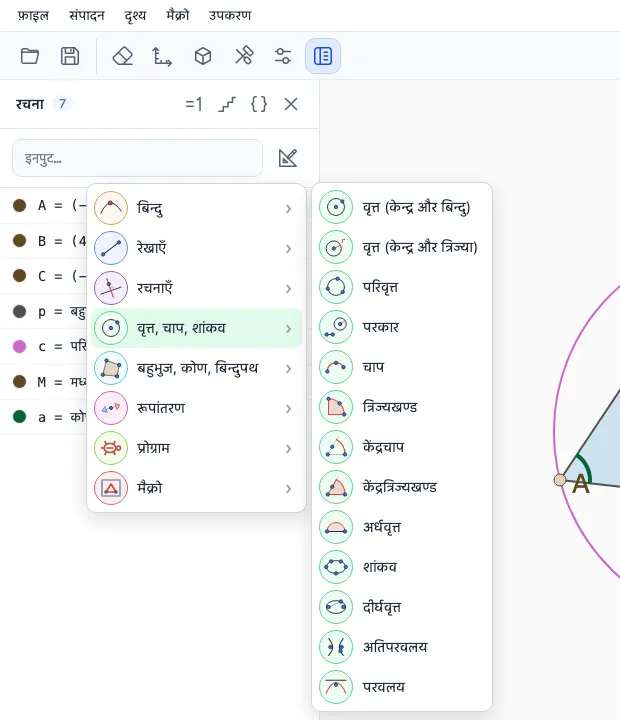 फ़ाइल संपादन दृश्य मैक्रो उपकरण
रचना 7 =1 { }
इनपुट...
A = (−
B = (4
C = (−
p = बहु
c = परि
M = मध्
a = को
बिन्दु
रेखाएँ
रचनाएँ
वृत्त, चाप, शांकव
बहुभुज, कोण, बिन्दुपथ
रूपांतरण
प्रोग्राम
मैक्रो
वृत्त (केन्द्र और बिन्दु)
वृत्त (केन्द्र और त्रिज्या)
परिवृत्त
परकार
चाप
त्रिज्यखण्ड
केंद्रचाप
केंद्रत्रिज्यखण्ड
अर्धवृत्त
शांकव
दीर्घवृत्त
अतिपरवलय
परवलय
A